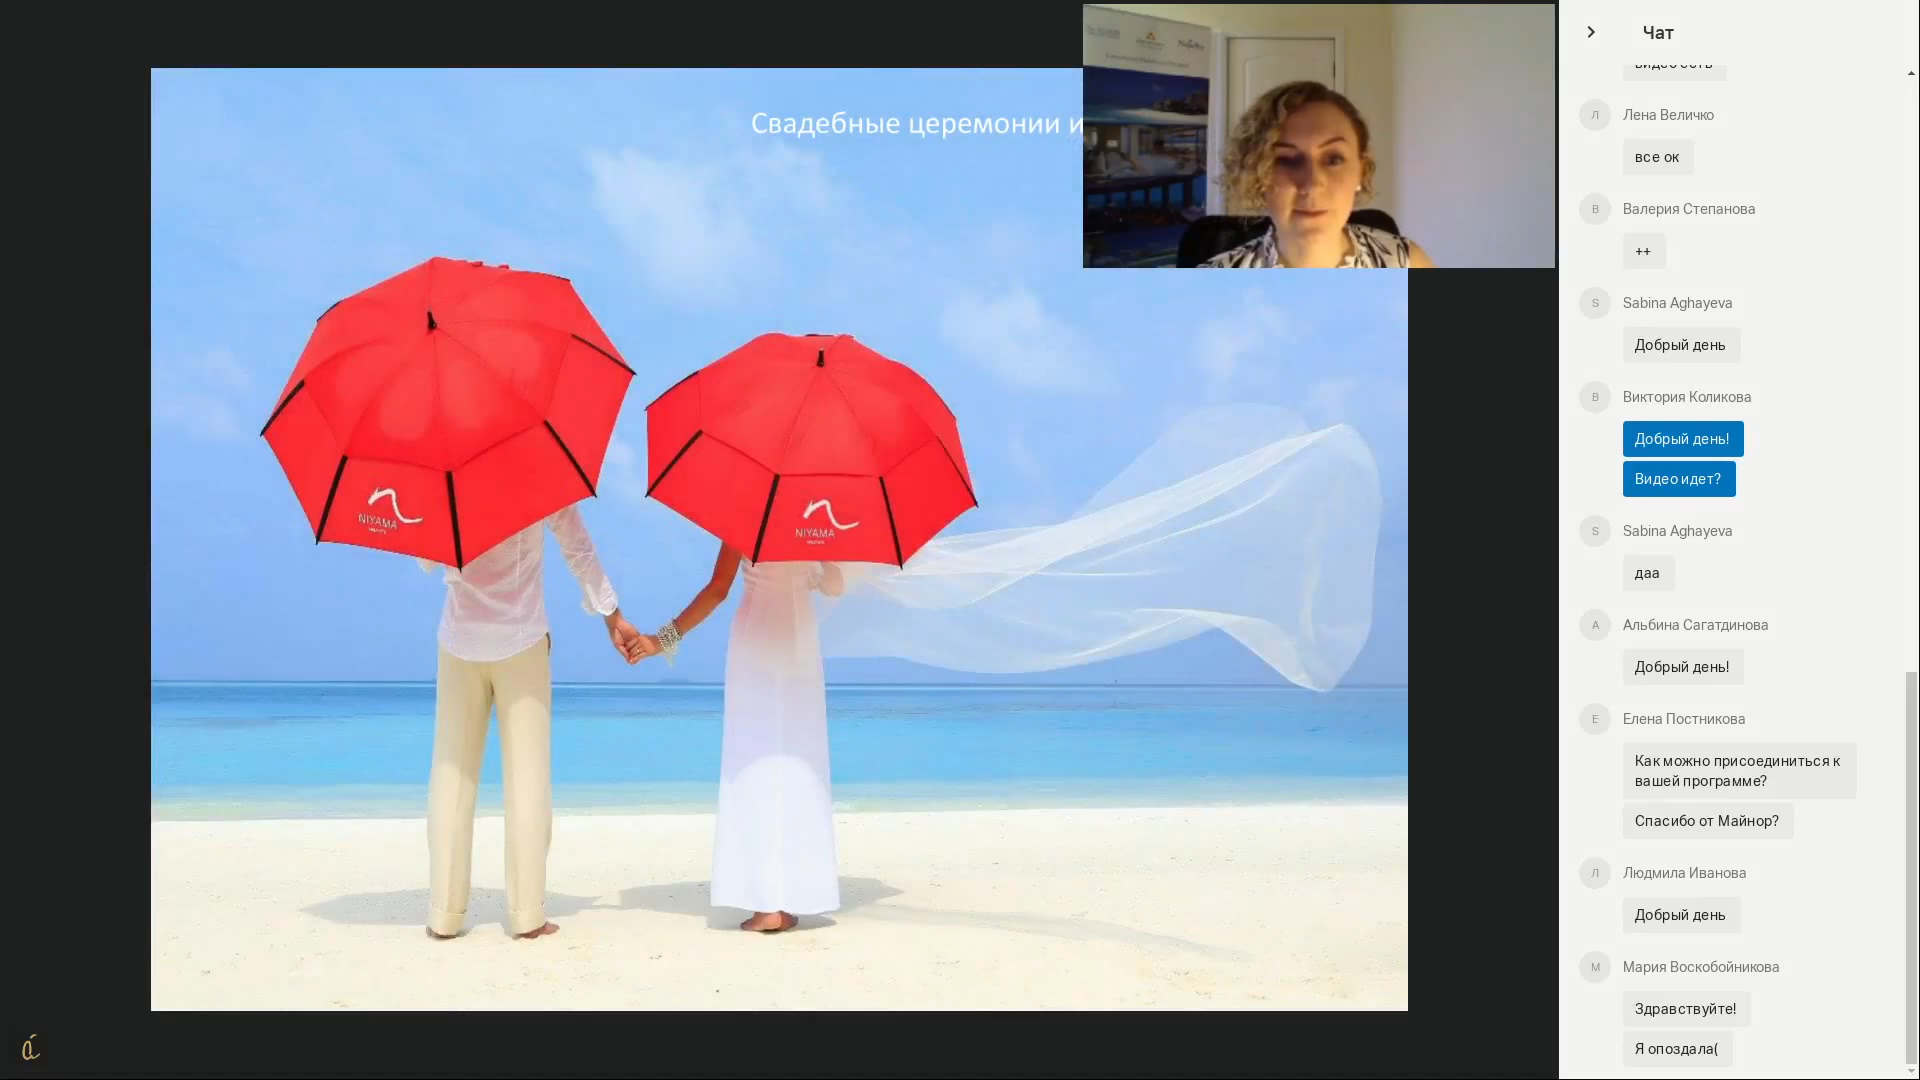 Свадебные церемонии и
NIYAMA
NIYAMA
Чат
видео есть
Л
Лена Величко
все ок
В
Валерия Степанова
++
S
Sabina Aghayeva
Добрый день
В
Виктория Коликова
Добрый день!
Видео идет?
S
Sabina Aghayeva
даа
А
Альбина Сагатдинова
Добрый день!
Е
Елена Постникова
Как можно присоединиться к
вашей программе?
Спасибо от Майнор?
Л
Людмила Иванова
Добрый день
М
Мария Воскобойникова
Здравствуйте!
Я опоздала(
á